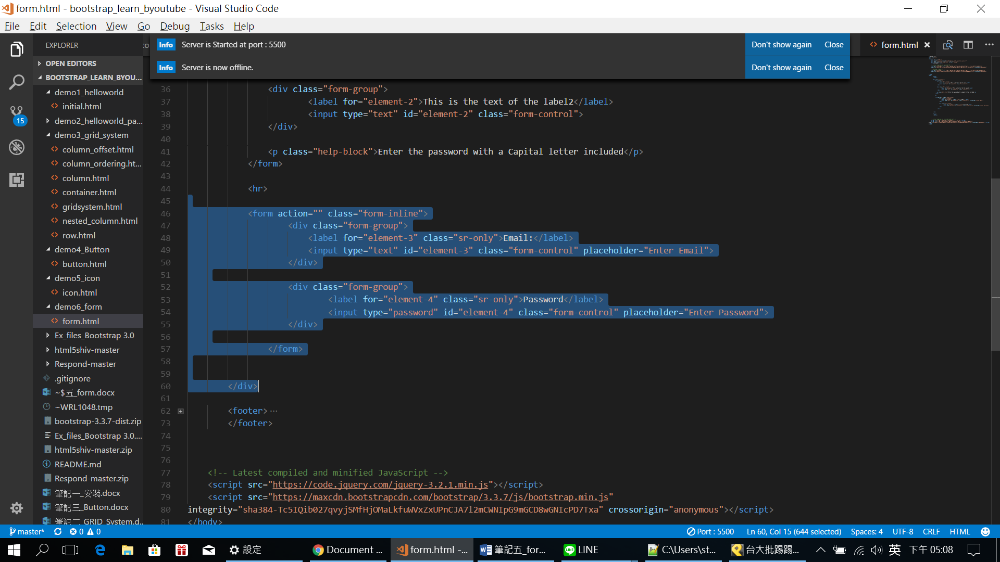 form.html - bootstrap_learn_byoutube - Visual Studio Code
File Edit Selection View Go Debug Tasks Help
EXPLORER
OPEN EDITORS
BOOTSTRAP_LEARN_BYOU...
demo1_helloworld
initial.html
demo2_helloworld_pa...
demo3_grid_system
column_offset.html
column_ordering.ht...
column.html
container.html
gridsystem.html
nested_column.html
row.html
demo4_Button
button.html
demo5_icon
icon.html
demo6_form
form.html
Ex_files_Bootstrap 3.0
html5shiv-master
Respond-master
.gitignore
~$五_form.docx
~WRL1048.tmp
bootstrap-3.3.7-dist.zip
Ex_files_Bootstrap 3.0....
html5shiv-master.zip
README.md
Respond-master.zip
筆記一_安裝.docx
筆記三_Button.docx
筆記二_GRID_System.d...
15
Info Server is Started at port : 5500 Don't show again Close
Info Server is now offline. Don't show again Close
form.html
36 <div class="form-group">
37 <label for="element-2">This is the text of the label2</label>
38 <input type="text" id="element-2" class="form-control">
39 </div>
40
41 <p class="help-block">Enter the password with a Capital letter included</p>
42 </form>
43
44 <hr>
45
46 <form action="" class="form-inline">
47 <div class="form-group">
48 <label for="element-3" class="sr-only">Email:</label>
49 <input type="text" id="element-3" class="form-control" placeholder="Enter Email">
50 </div>
51
52 <div class="form-group">
53 <label for="element-4" class="sr-only">Password</label>
54 <input type="password" id="element-4" class="form-control" placeholder="Enter Password">
55 </div>
56
57 </form>
58
59
60 </div>
61
62 <footer>...
73 </footer>
74
75
76
77 <!-- Latest compiled and minified JavaScript -->
78 <script src="https://code.jquery.com/jquery-3.2.1.min.js"></script>
79 <script src="https://maxcdn.bootstrapcdn.com/bootstrap/3.3.7/js/bootstrap.min.js"
80 integrity="sha384-Tc5IQib027qvyjSMfHjOMaLkfuWVxZxUPnCJA7l2mCWNIpG9mGCD8wGNIcPD7Txa" crossorigin="anonymous"></script>
81 </body>
master* 0 0 Port : 5500 Ln 60, Col 15 (644 selected) Spaces: 4 UTF-8 CRLF HTML
設定 Document ... form.html -... 筆記五_for... LINE C:\Users\st... 台大批踢踢... 英 下午 05:08